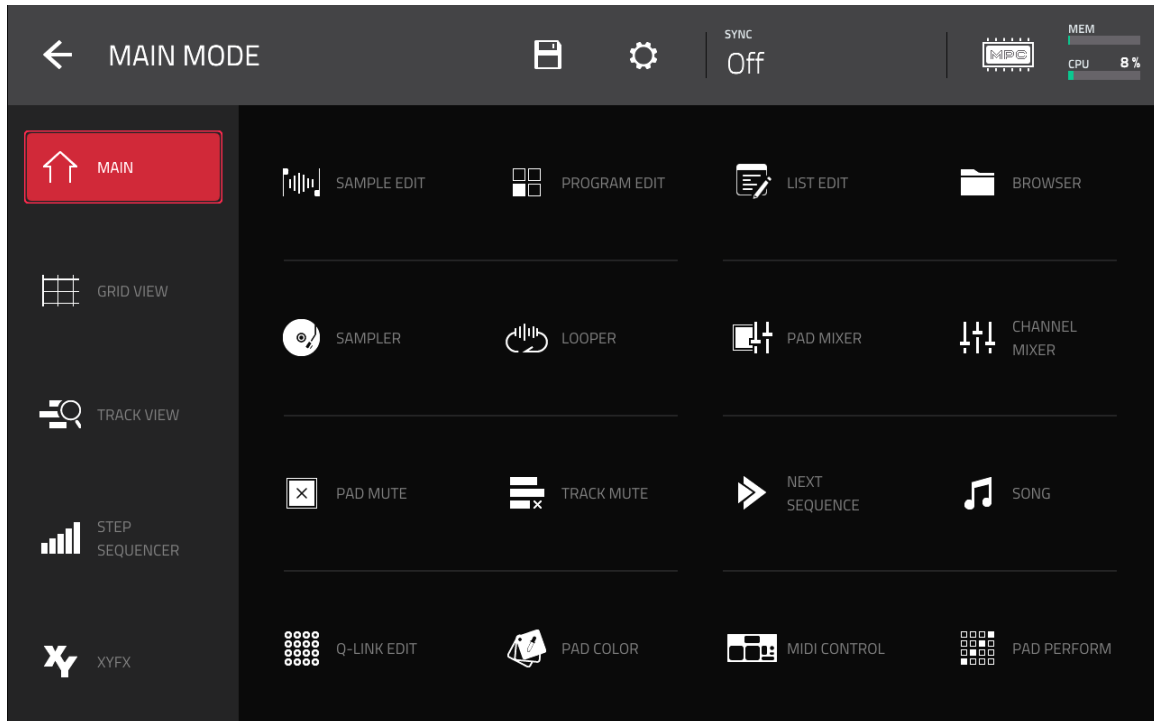 MAIN MODE
SYNC
Off
MPC
MEM
CPU 8 %
MAIN
SAMPLE EDIT
PROGRAM EDIT
LIST EDIT
BROWSER
GRID VIEW
SAMPLER
LOOPER
PAD MIXER
CHANNEL
MIXER
TRACK VIEW
PAD MUTE
TRACK MUTE
NEXT
SEQUENCE
SONG
STEP
SEQUENCER
XY
XYFX
Q-LINK EDIT
PAD COLOR
MIDI CONTROL
PAD PERFORM